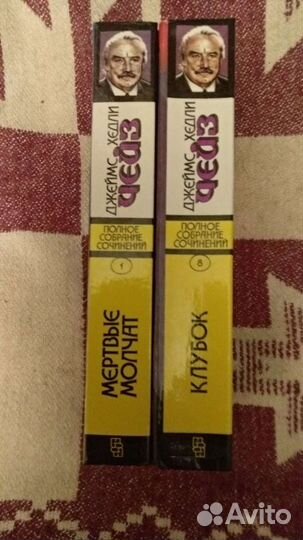 ДЖЕЙМС ХЕДЛИ
ЧЕЙЗ
ПОЛНОЕ
СОБРАНИЕ
СОЧИНЕНИЙ
1
МЕРТВЫЕ
МОЛЧАТ
ДЖЕЙМС ХЕДЛИ
ЧЕЙЗ
ПОЛНОЕ
СОБРАНИЕ
СОЧИНЕНИЙ
8
КЛУБОК
Avito